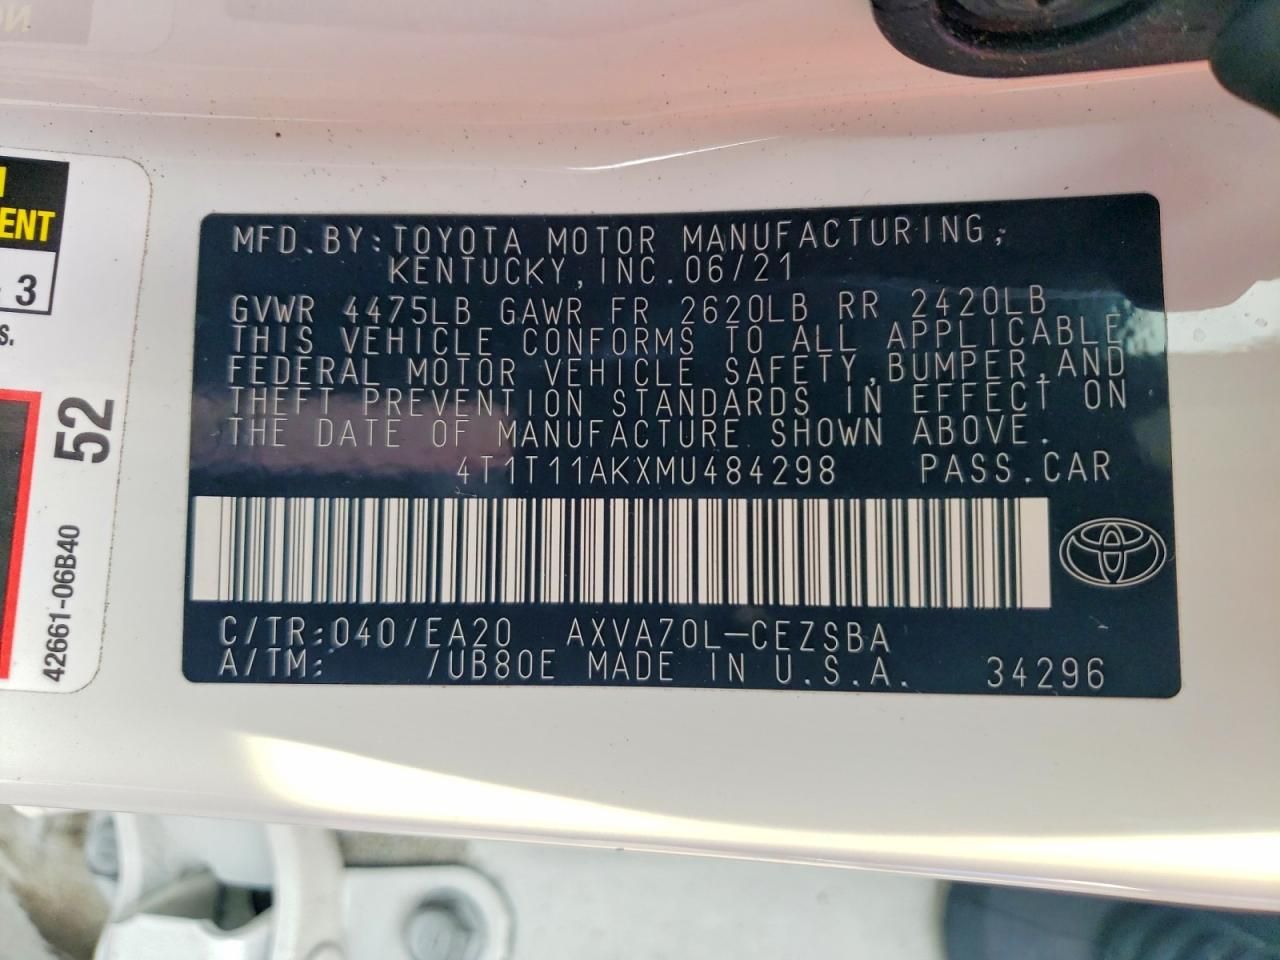 MFD.BY:TOYOTA MOTOR MANUFACTURING,
KENTUCKY,INC.06/21
GVWR 4475LB GAWR FR 2620LB RR 2420LB
THIS VEHICLE CONFORMS TO ALL APPLICABLE
FEDERAL MOTOR VEHICLE SAFETY,BUMPER,AND
THEFT PREVENTION STANDARDS IN EFFECT ON
THE DATE OF MANUFACTURE SHOWN ABOVE.
4T1T11AKXMU484298 PASS.CAR
C/TR:040/EA20 AXVA70L-CEZSBA
A/TM: /UB80E MADE IN U.S.A. 34296
ENT
3
S.
52
42661-06B40